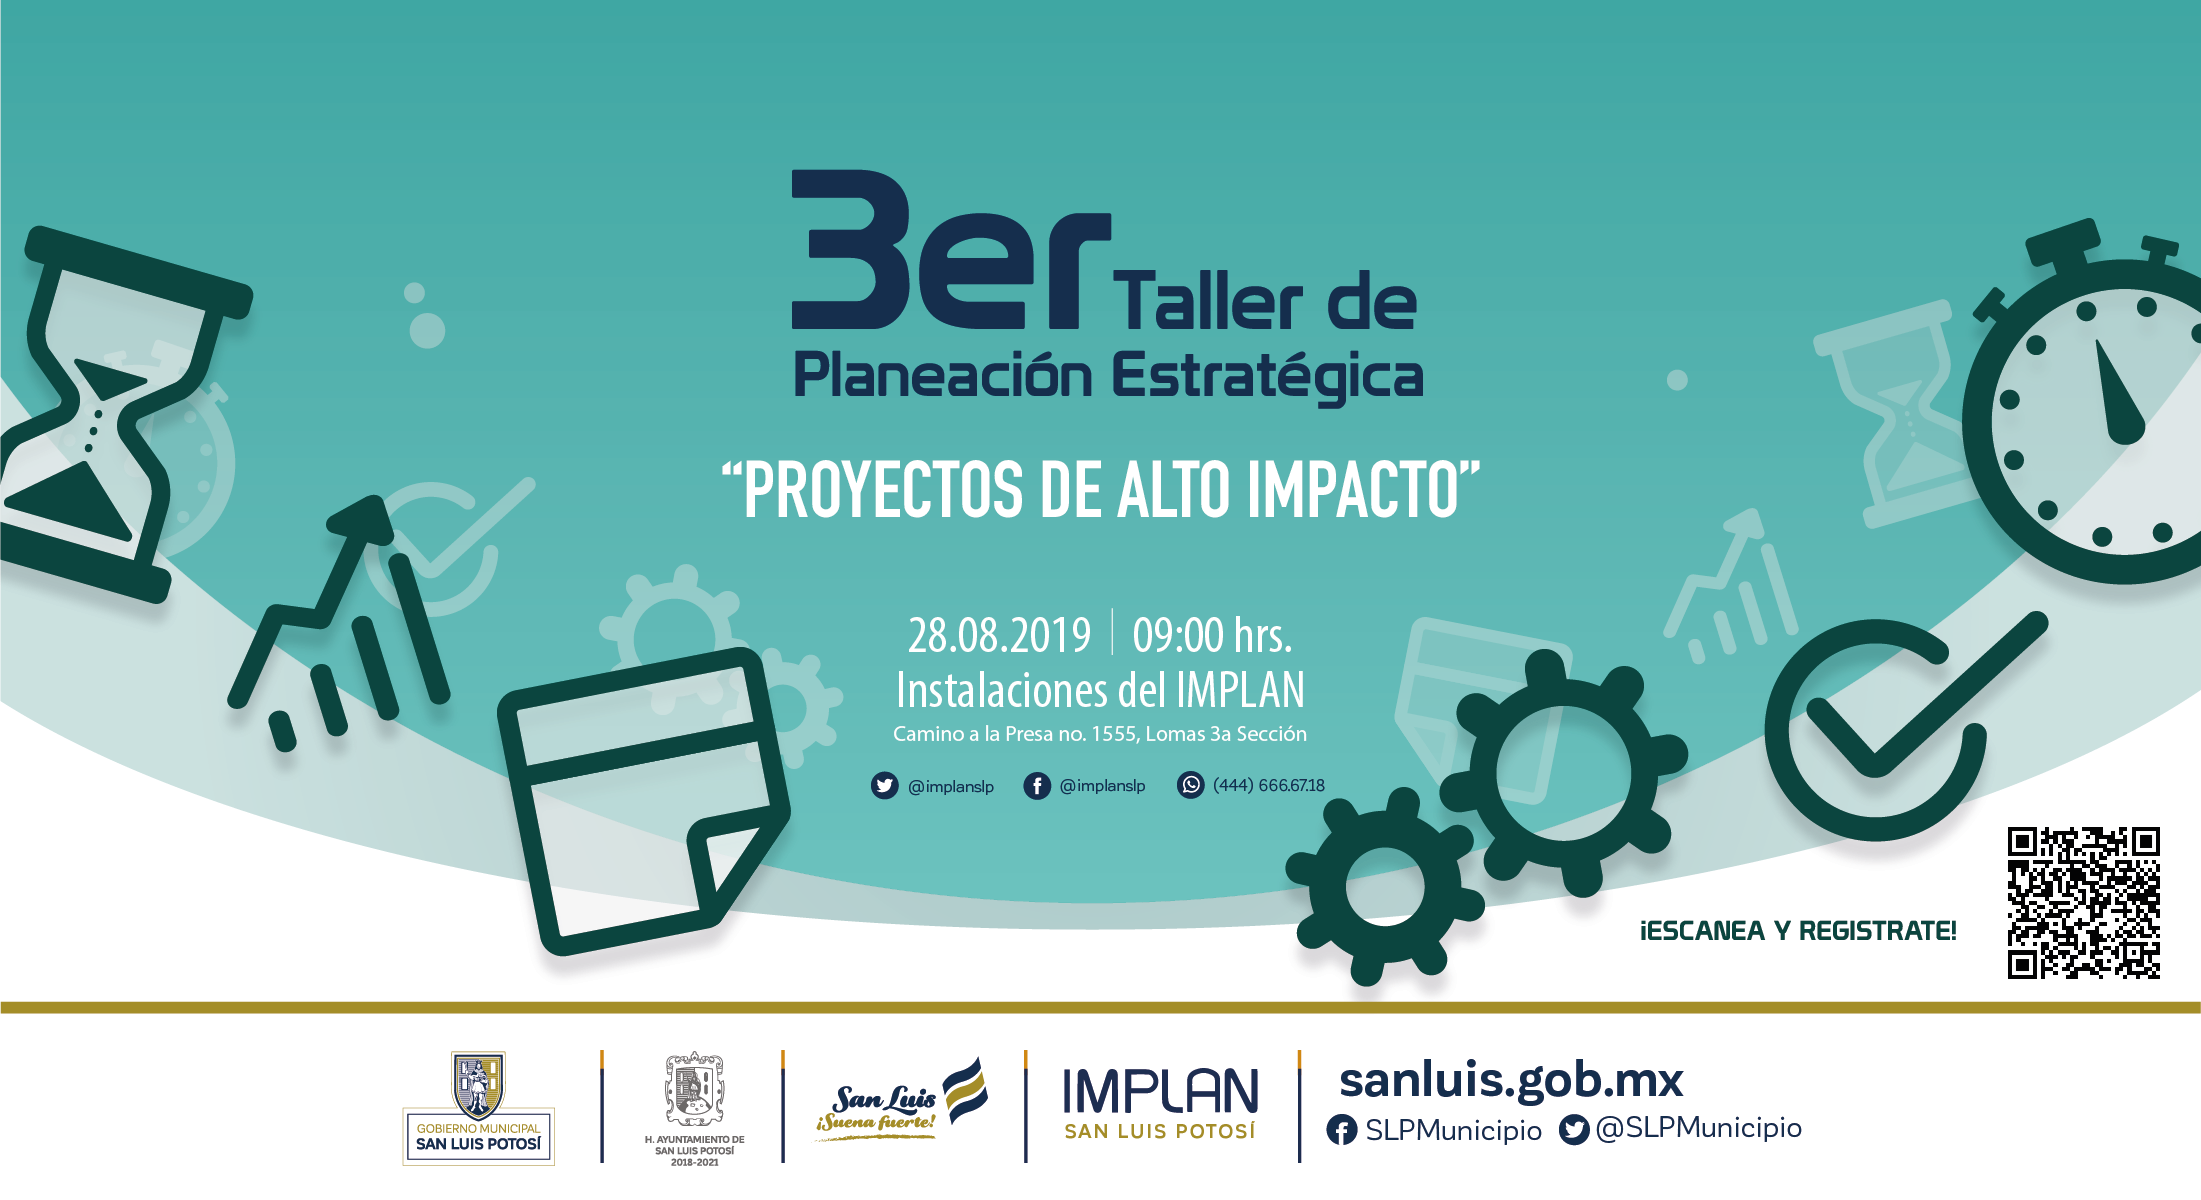 3er Taller de
Planeación Estratégica
“PROYECTOS DE ALTO IMPACTO”
28.08.2019 | 09:00 hrs.
Instalaciones del IMPLAN
Camino a la Presa no. 1555, Lomas 3a Sección
@implanslp @implanslp (444) 666.67.18
¡ESCANEA Y REGISTRATE!
GOBIERNO MUNICIPAL
SAN LUIS POTOSÍ
H. AYUNTAMIENTO DE
SAN LUIS POTOSÍ
2018-2021
San Luis
¡Suena fuerte!
IMPLAN
SAN LUIS POTOSÍ
sanluis.gob.mx
SLPMunicipio @SLPMunicipio